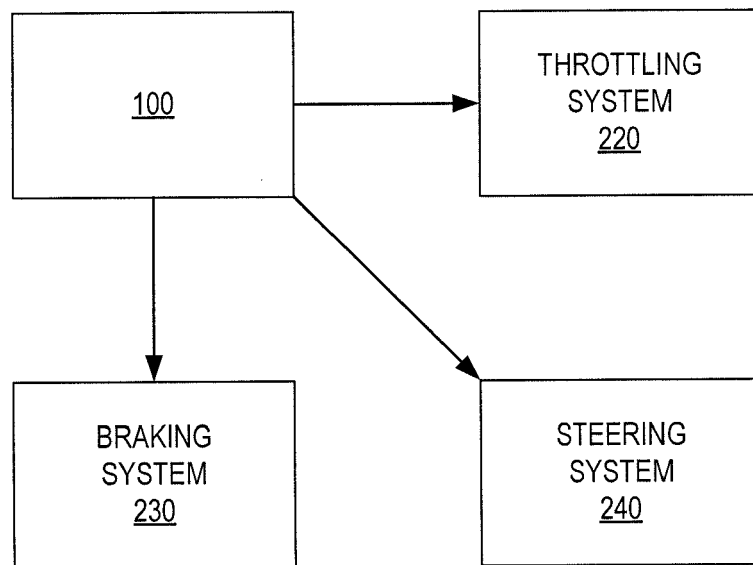 100
THROTTLING
SYSTEM
220
BRAKING
SYSTEM
230
STEERING
SYSTEM
240